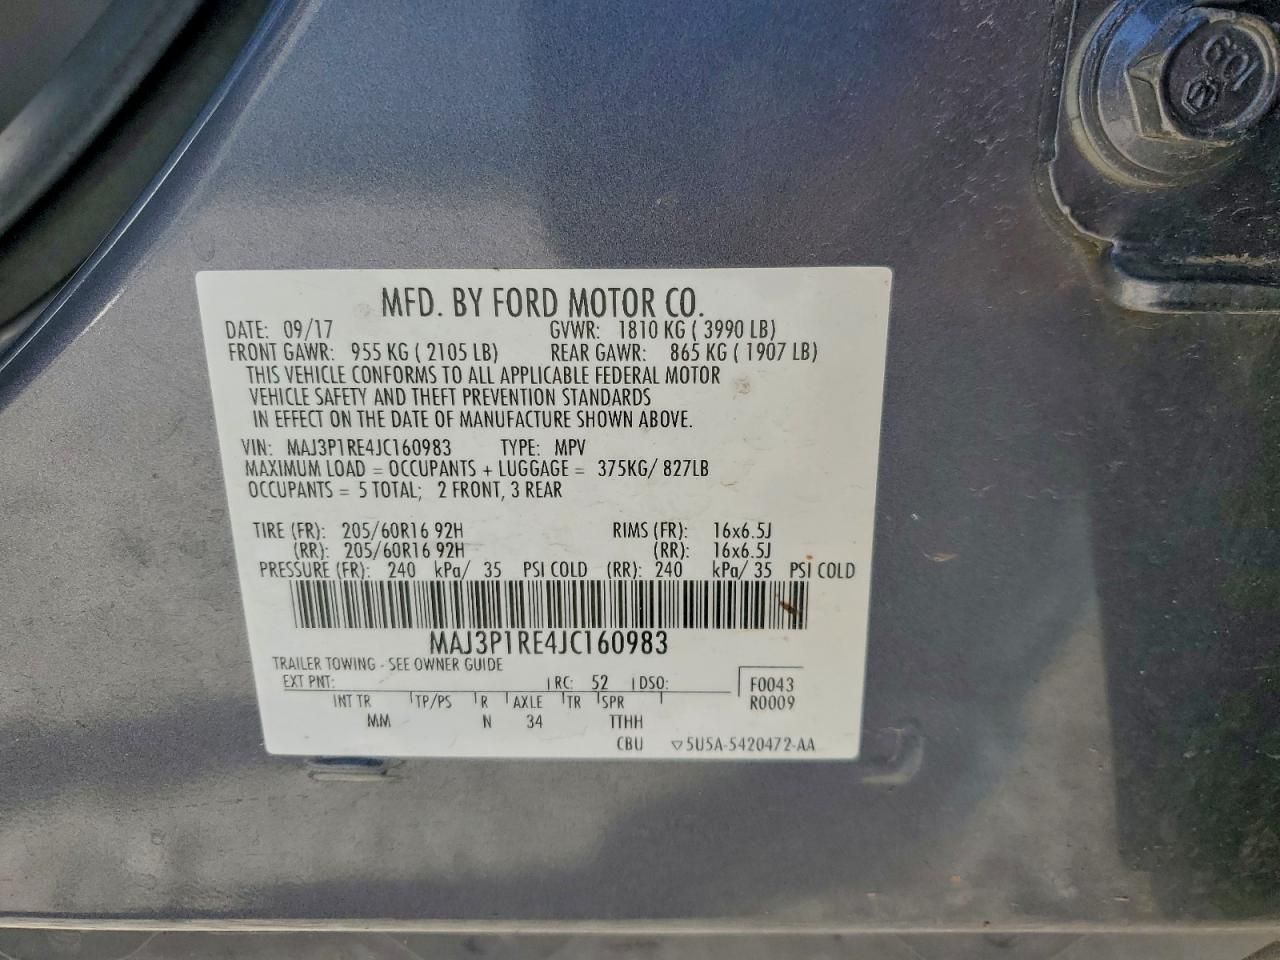 MFD. BY FORD MOTOR CO.
DATE: 09/17 GVWR: 1810 KG ( 3990 LB)
FRONT GAWR: 955 KG ( 2105 LB) REAR GAWR: 865 KG ( 1907 LB)
THIS VEHICLE CONFORMS TO ALL APPLICABLE FEDERAL MOTOR
VEHICLE SAFETY AND THEFT PREVENTION STANDARDS
IN EFFECT ON THE DATE OF MANUFACTURE SHOWN ABOVE.
VIN: MAJ3P1RE4JC160983 TYPE: MPV
MAXIMUM LOAD = OCCUPANTS + LUGGAGE = 375KG/ 827LB
OCCUPANTS = 5 TOTAL; 2 FRONT, 3 REAR
TIRE (FR): 205/60R16 92H RIMS (FR): 16x6.5J
(RR): 205/60R16 92H (RR): 16x6.5J
PRESSURE (FR): 240 kPa/ 35 PSI COLD (RR): 240 kPa/ 35 PSI COLD
MAJ3P1RE4JC160983
TRAILER TOWING - SEE OWNER GUIDE
EXT PNT: RC: 52 DSO: F0043
INT TR TP/PS R AXLE TR SPR R0009
MM N 34 TTHH
CBU ▽5U5A-5420472-AA